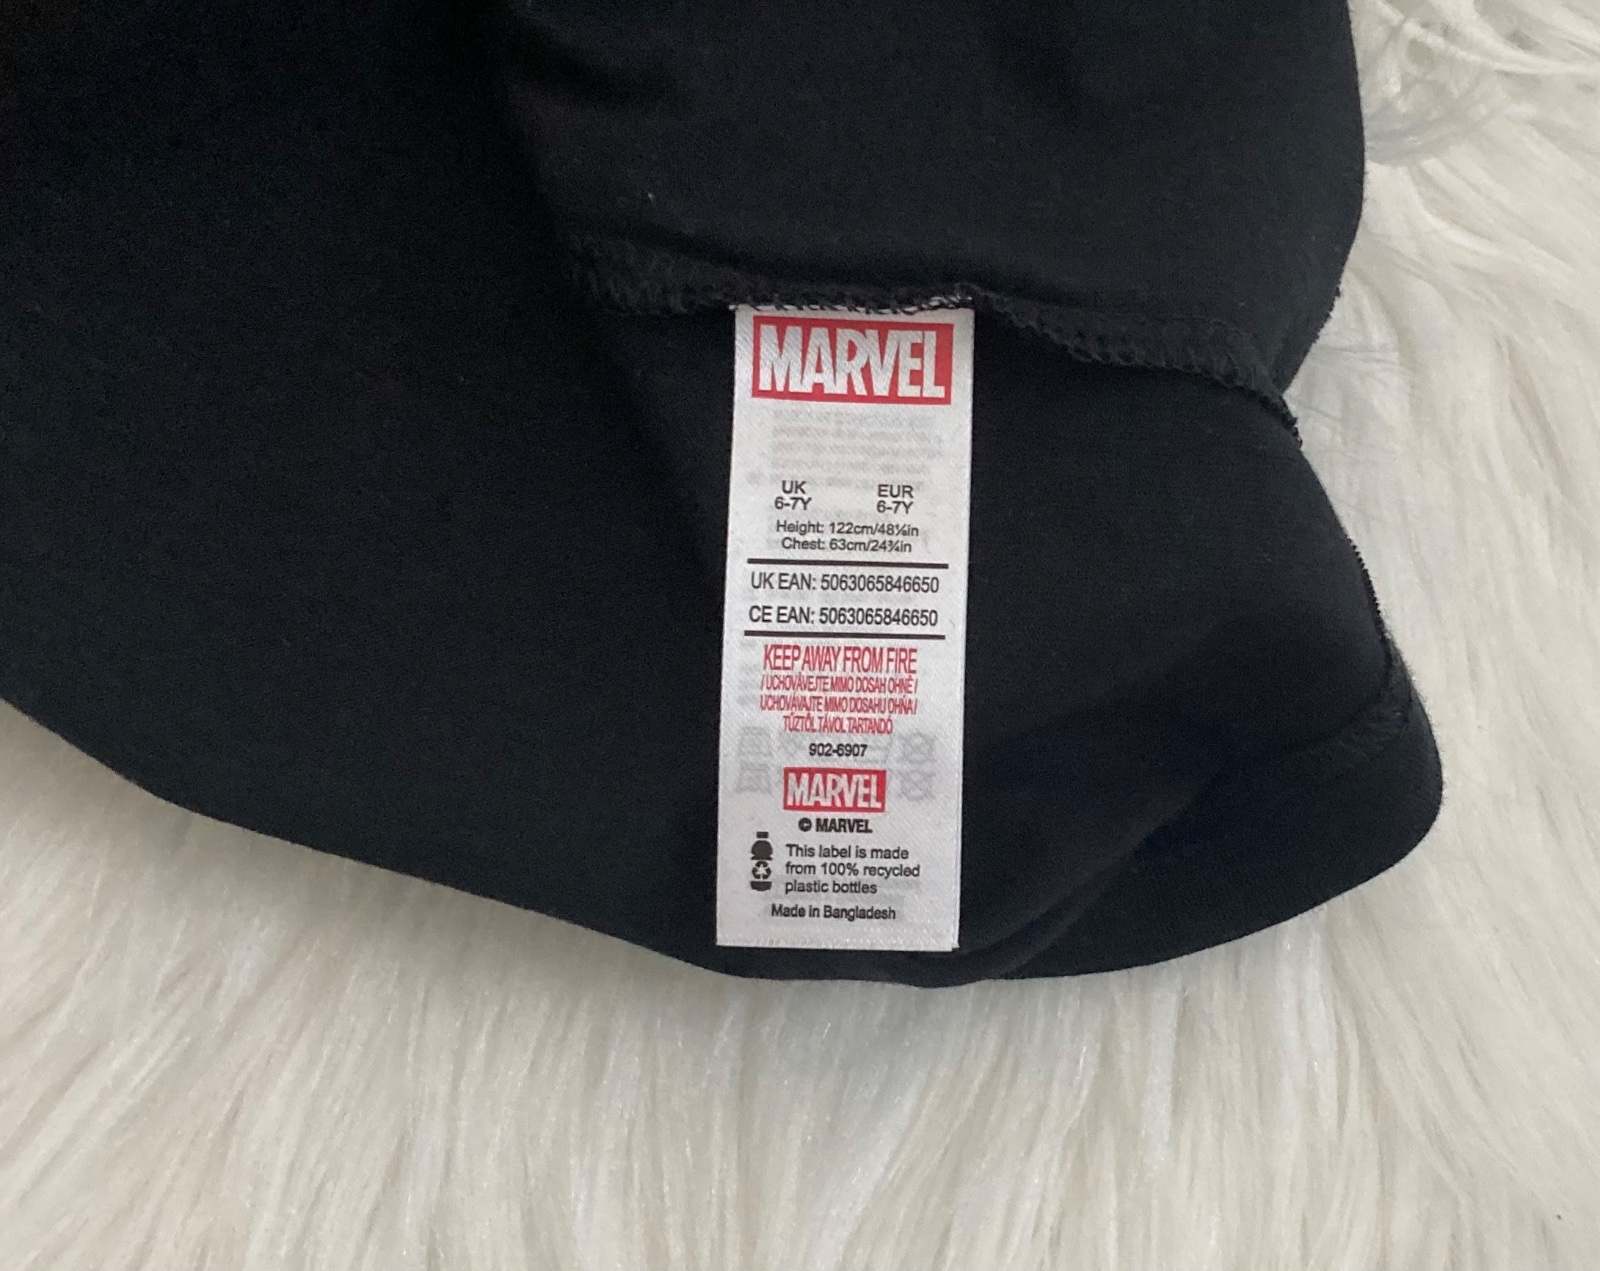 MARVEL
UK EUR
6-7Y 6-7Y
Height: 122cm/48¼in
Chest: 63cm/24¾in
UK EAN: 5063065846650
CE EAN: 5063065846650
KEEP AWAY FROM FIRE
/ UCHOVÁVEJTE MIMO DOSAH OHNĚ /
UCHOVÁVAJTE MIMO DOSAHU OHŇA /
TŰZTŐL TÁVOL TARTANDÓ
902-6907
MARVEL
© MARVEL
This label is made
from 100% recycled
plastic bottles
Made in Bangladesh